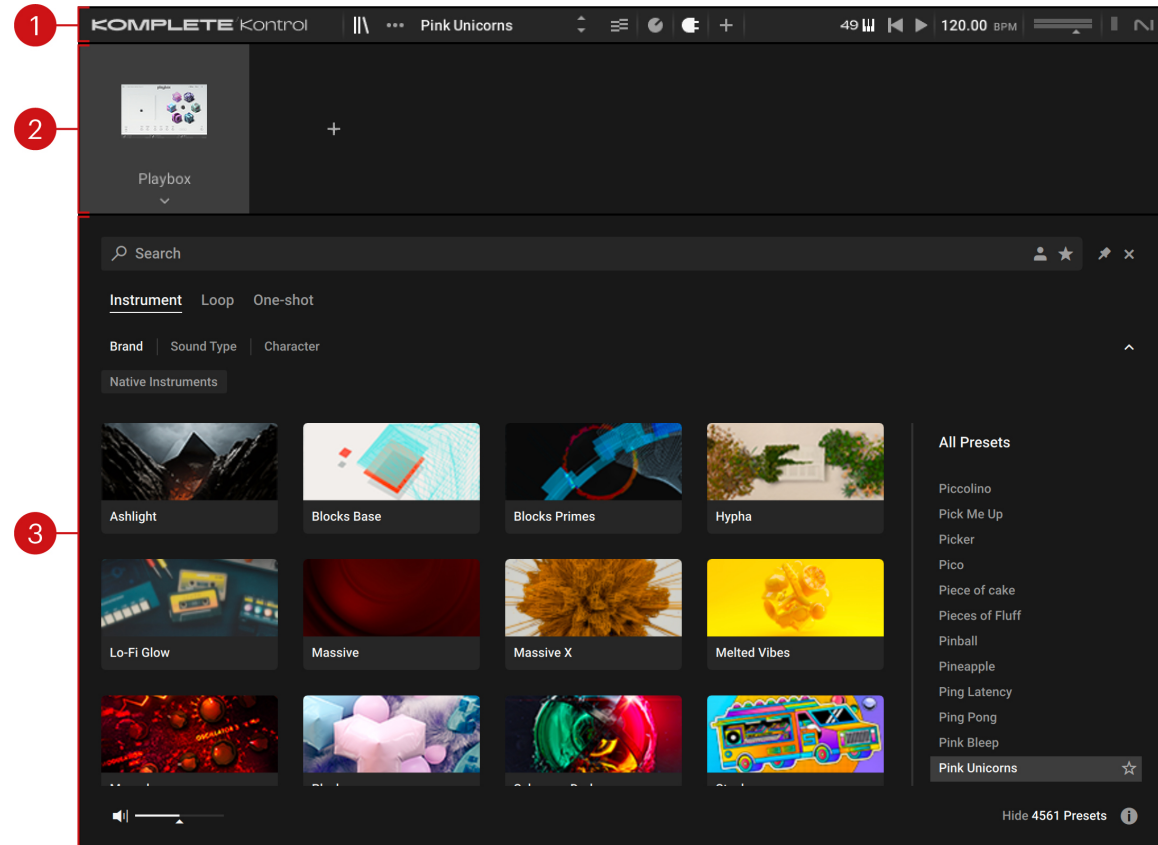 1
KOMPLETE Kontrol
Pink Unicorns
49
120.00 BPM
2
playbox
Playbox
3
Search
Instrument Loop One-shot
Brand Sound Type Character
Native Instruments
Ashlight
Blocks Base
Blocks Primes
Hypha
Lo-Fi Glow
Massive
Massive X
Melted Vibes
OSCILLATOR
All Presets
Piccolino
Pick Me Up
Picker
Pico
Piece of cake
Pieces of Fluff
Pinball
Pineapple
Ping Latency
Ping Pong
Pink Bleep
Pink Unicorns
Hide 4561 Presets